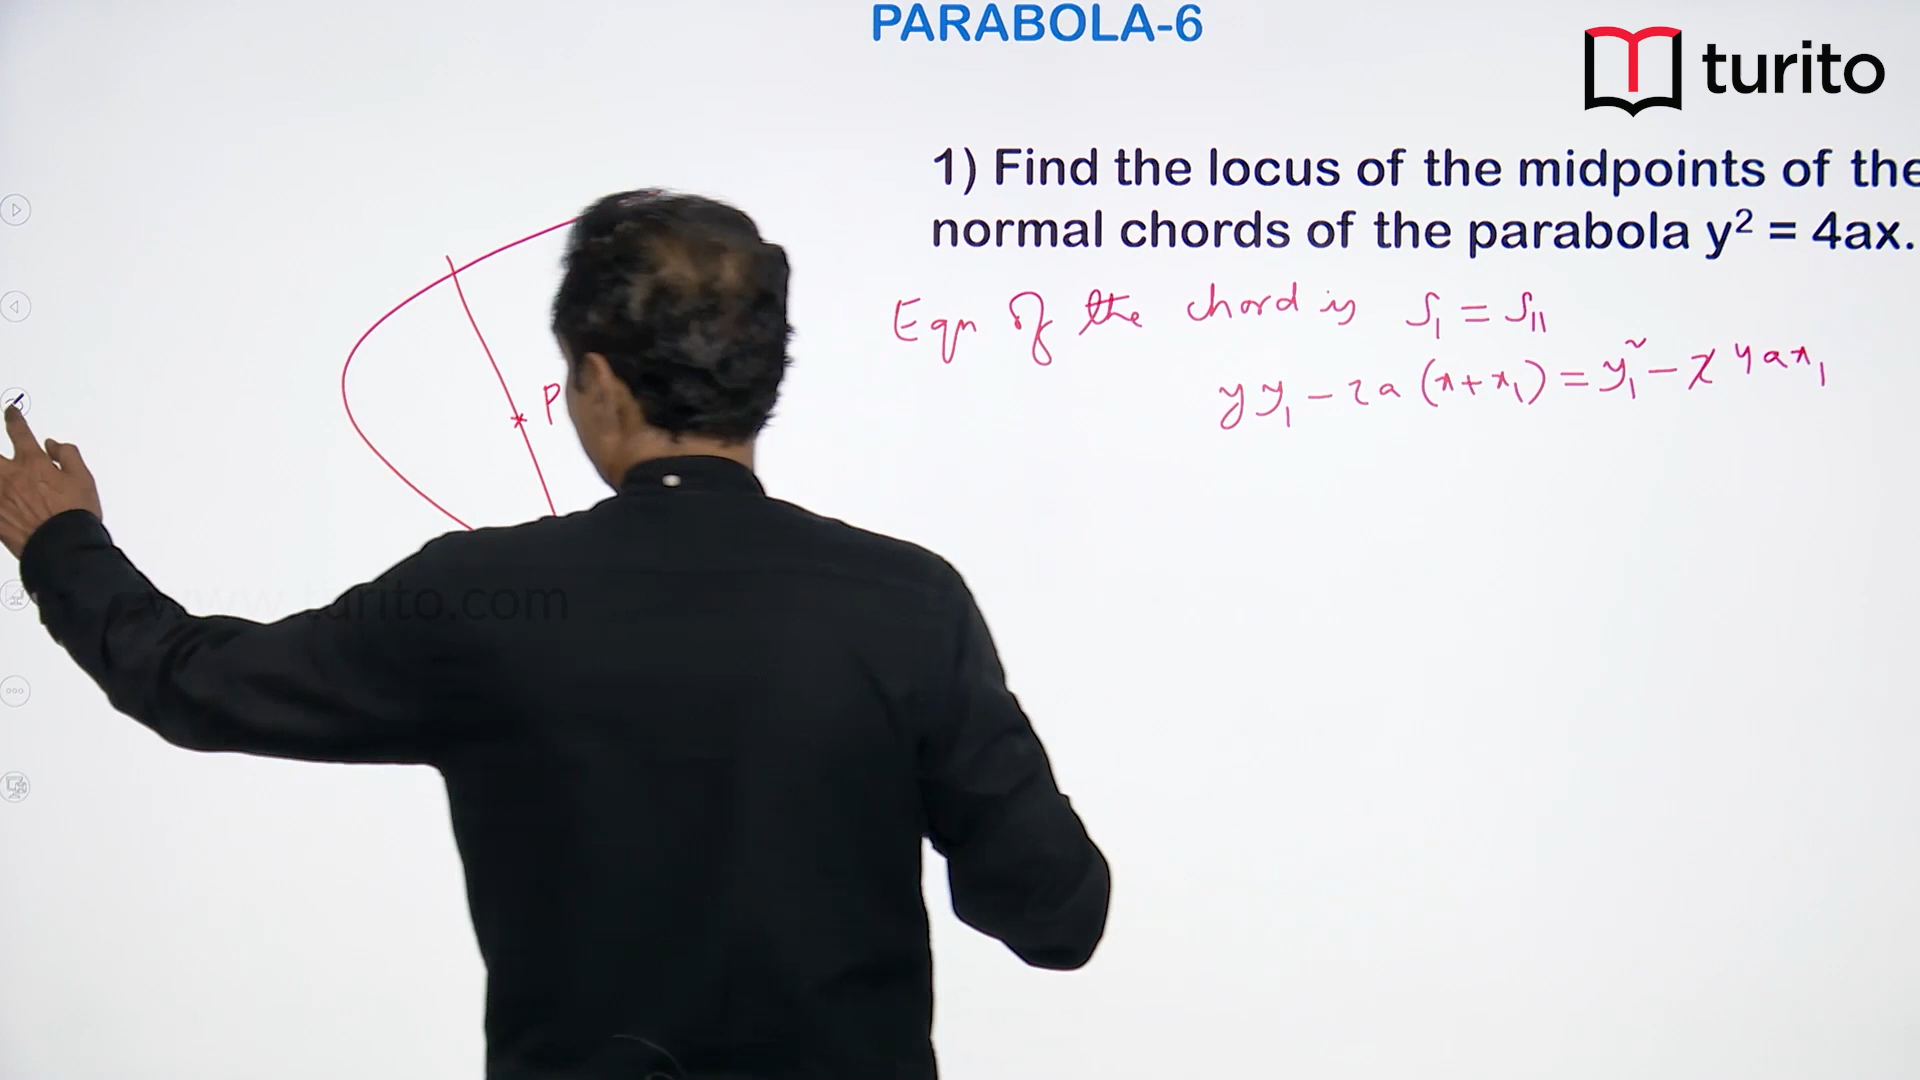 PARABOLA-6
turito
1) Find the locus of the midpoints of the
normal chords of the parabola y² = 4ax.
Eqn of the chord is S₁ = S₁₁
yy₁ - 2a (x + x₁) = y₁² - 4ax₁
P
www.turito.com